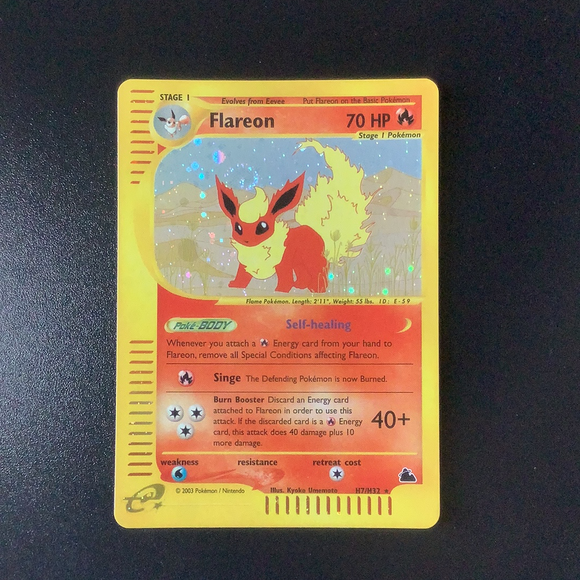 STAGE 1 Evolves from Eevee Put Flareon on the Basic Pokémon
Flareon 70 HP
Stage 1 Pokémon
Flame Pokémon. Length: 2'11", Weight: 55 lbs. ID: E-59
Poké-BODY Self-healing
Whenever you attach a Energy card from your hand to
Flareon, remove all Special Conditions affecting Flareon.
Singe The Defending Pokémon is now Burned.
Burn Booster Discard an Energy card
attached to Flareon in order to use this
attack. If the discarded card is a Energy
card, this attack does 40 damage plus 10
more damage.
40+
weakness resistance retreat cost
© 2003 Pokémon / Nintendo Illus. Kyoko Umemoto H7/H32
e